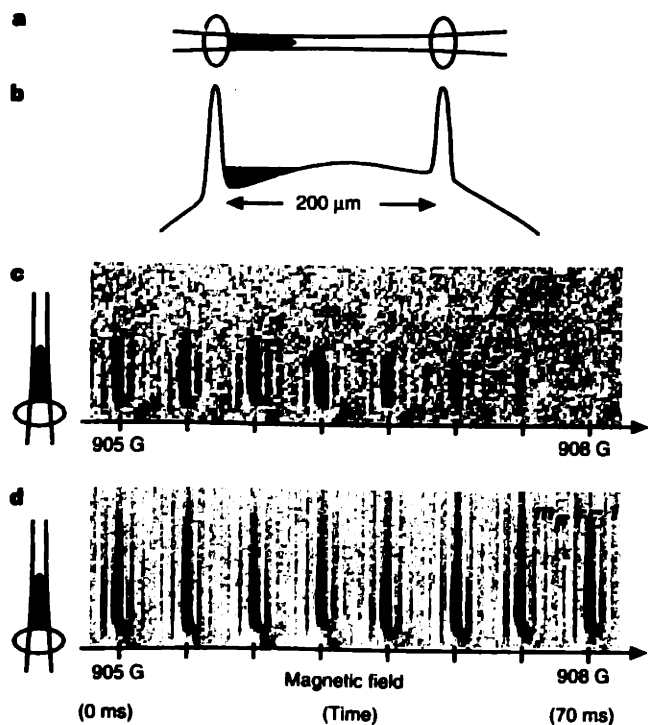 a
b
200 µm
c
905 G
908 G
d
905 G
Magnetic field
908 G
(0 ms)
(Time)
(70 ms)